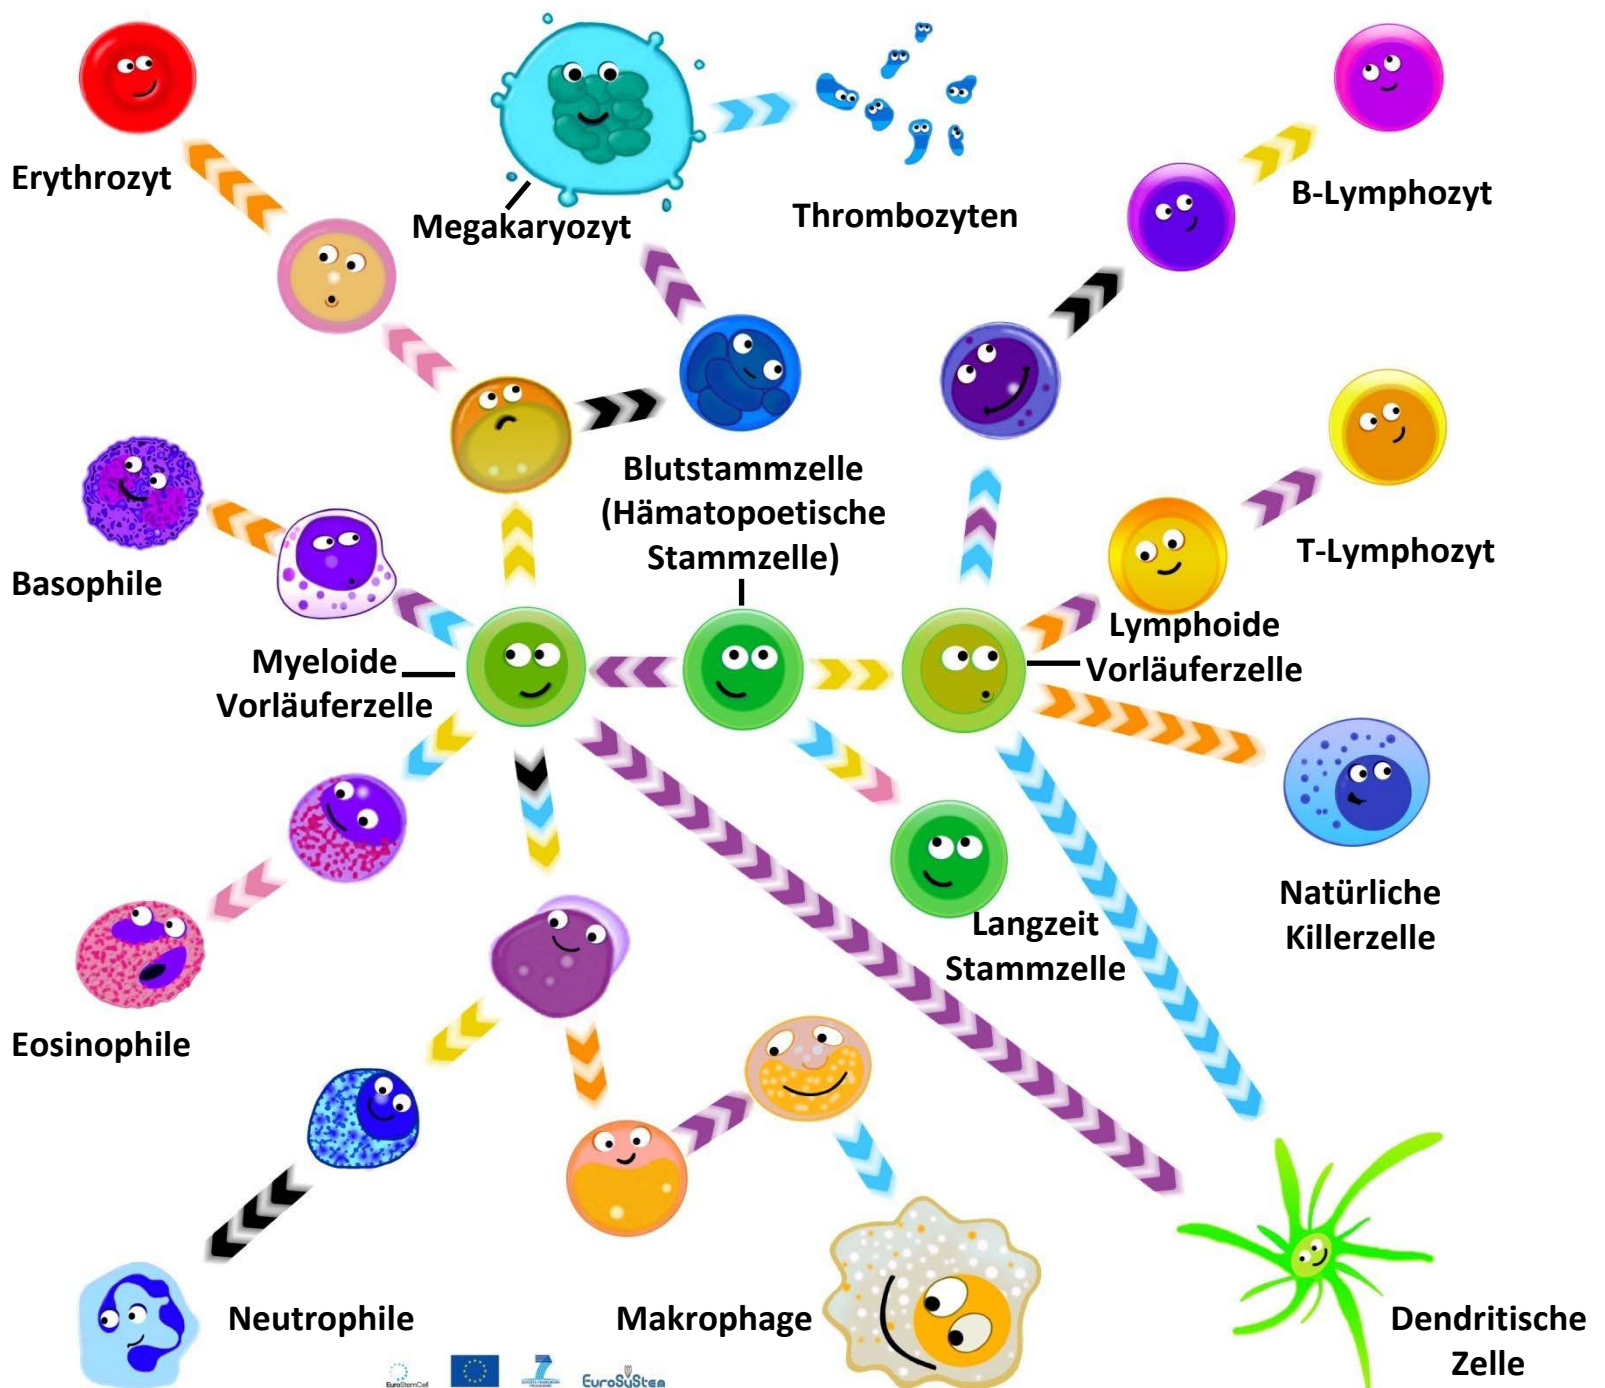 Erythrozyt
Megakaryozyt
Thrombozyten
B-Lymphozyt
Blutstammzelle
(Hämatopoetische
Stammzelle)
T-Lymphozyt
Basophile
Myeloide
Vorläuferzelle
Lymphoide
Vorläuferzelle
Natürliche
Killerzelle
Langzeit
Stammzelle
Eosinophile
Neutrophile
Makrophage
Dendritische
Zelle
EuroStemCell
EuroSyStem